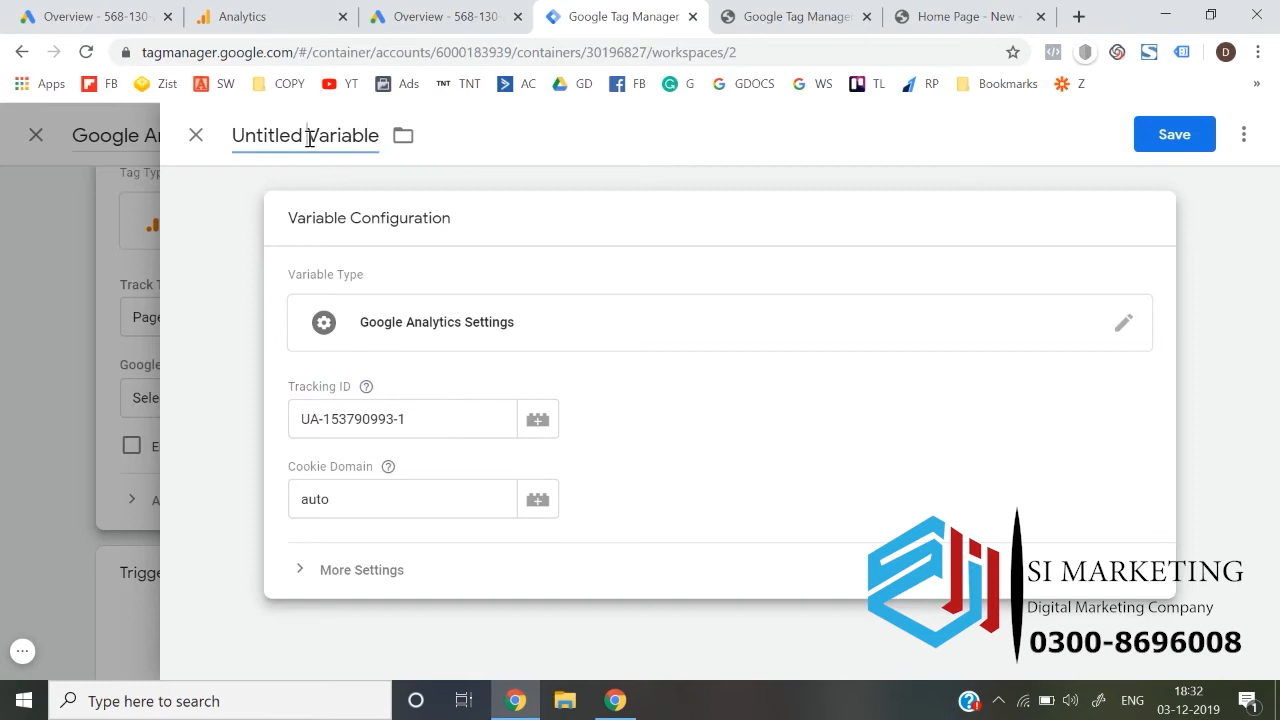 Overview - 568-130
Analytics
Overview - 568-130
Google Tag Manager
Google Tag Manage
Home Page - New -
tagmanager.google.com/#/container/accounts/6000183939/containers/30196827/workspaces/2
D
Apps
FB
Zist
SW
COPY
YT
Ads
TNT TNT
AC
GD
FB
G
GDOCS
WS
TL
RP
Bookmarks
Z
»
Google An
Untitled Variable
Save
Tag Typ
Variable Configuration
Variable Type
Google Analytics Settings
Track T
Page
Google
Sele
E
A
Tracking ID
UA-153790993-1
Cookie Domain
auto
More Settings
Trigge
SI MARKETING
Digital Marketing Company
0300-8696008
Type here to search
ENG
18:32
03-12-2019
1